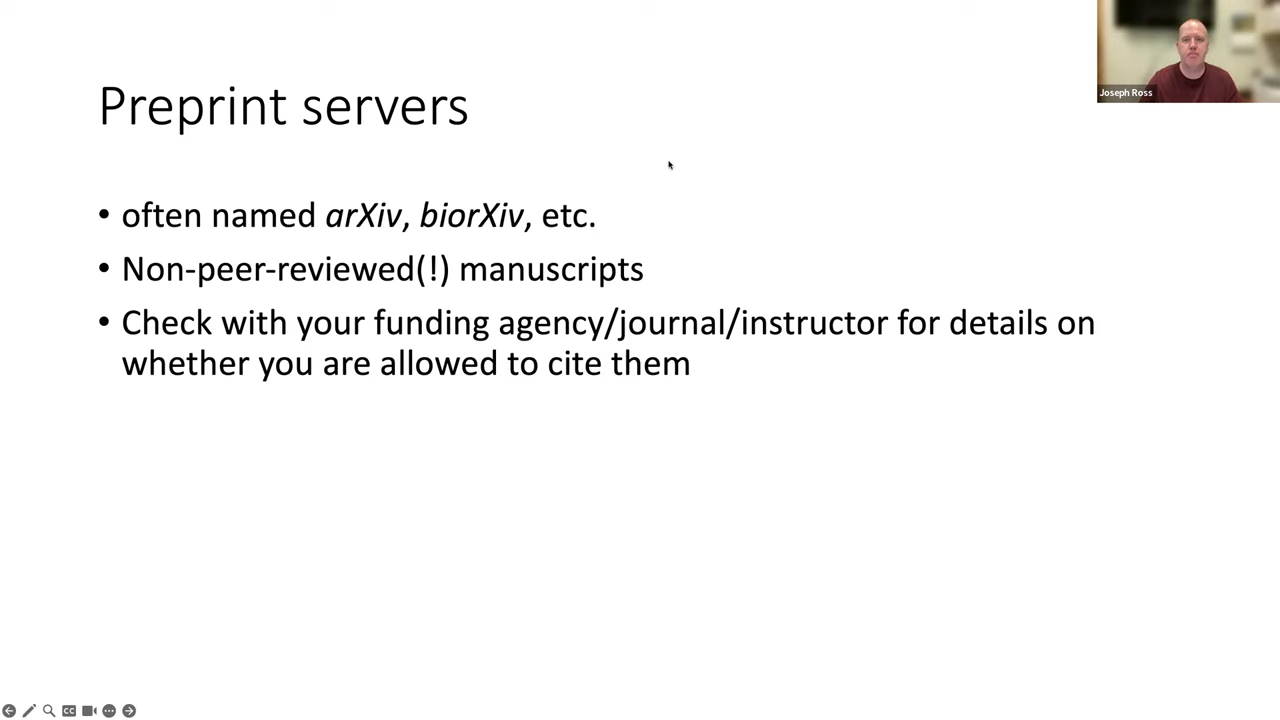 Joseph Ross
Preprint servers
• often named arXiv, biorXiv, etc.
• Non-peer-reviewed(!) manuscripts
• Check with your funding agency/journal/instructor for details on
whether you are allowed to cite them
CC